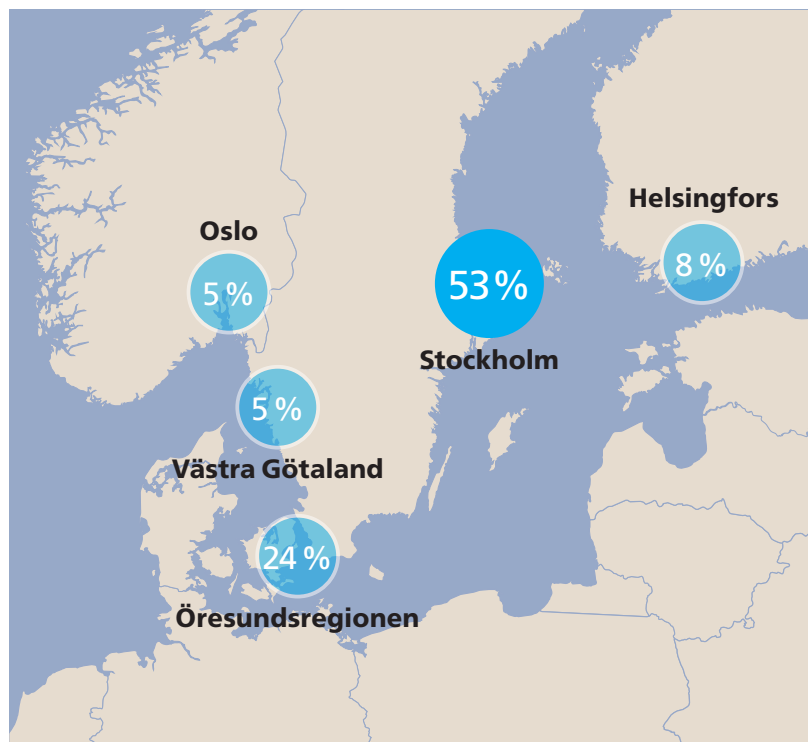 Helsingfors
8 %
Oslo
5 %
53 %
Stockholm
5 %
Västra Götaland
24 %
Öresundsregionen